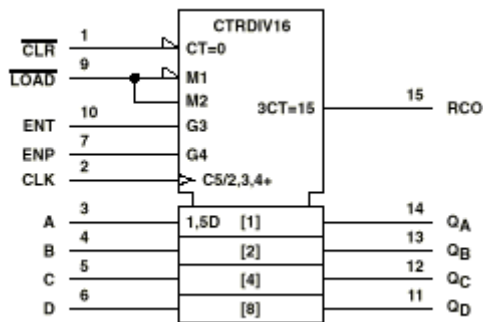 CTRDIV16
CLR 1 CT=0
LOAD 9 M1
M2
3CT=15 15 RCO
ENT 10 G3
ENP 7 G4
CLK 2 C5/2,3,4+
A 3 1,5D [1] 14 QA
B 4 [2] 13 QB
C 5 [4] 12 QC
D 6 [8] 11 QD